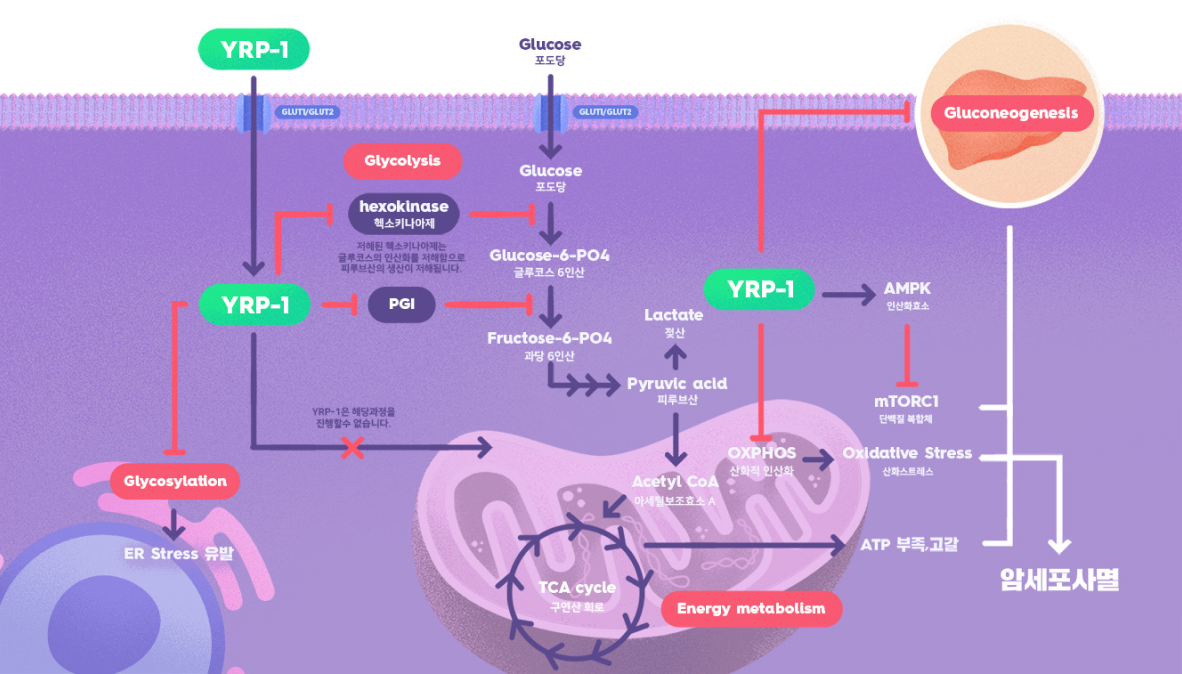 YRP-1
Glucose
포도당
GLUT1/GLUT2
GLUT1/GLUT2
Gluconeogenesis
Glycolysis
Glucose
포도당
hexokinase
헥소키나아제
저해된 헥소키나아제는
글루코스의 인산화를 저해함으로
피루브산의 생산이 저해됩니다.
Glucose-6-PO4
글루코스 6인산
YRP-1
PGI
YRP-1
AMPK
인산화효소
Lactate
젖산
Fructose-6-PO4
과당 6인산
Pyruvic acid
피루브산
mTORC1
단백질 복합체
YRP-1은 해당과정을
진행할수 없습니다.
OXPHOS
산화적 인산화
Oxidative Stress
산화스트레스
Glycosylation
Acetyl CoA
아세틸보조효소 A
ER Stress 유발
ATP 부족,고갈
TCA cycle
구연산 회로
암세포사멸
Energy metabolism